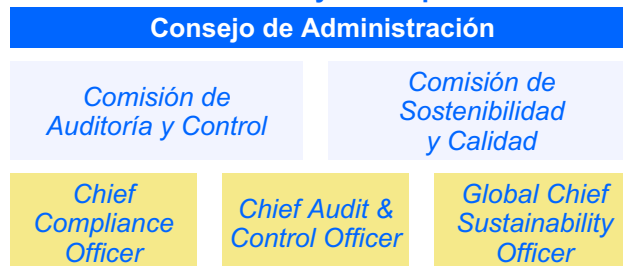 Consejo de Administración
Comisión de
Auditoría y Control
Comisión de
Sostenibilidad
y Calidad
Chief
Compliance
Officer
Chief Audit &
Control Officer
Global Chief
Sustainability
Officer